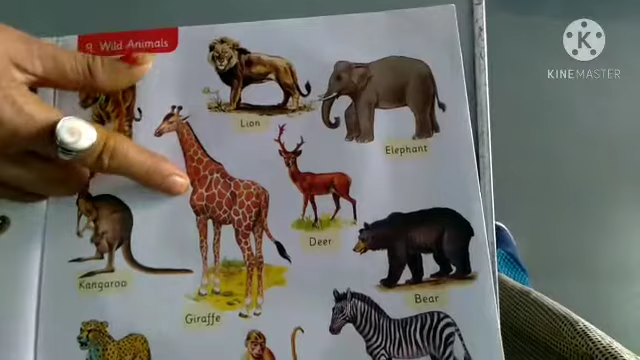 9. Wild Animals
Lion
Elephant
Deer
Kangaroo
Giraffe
Bear
KINEMASTER